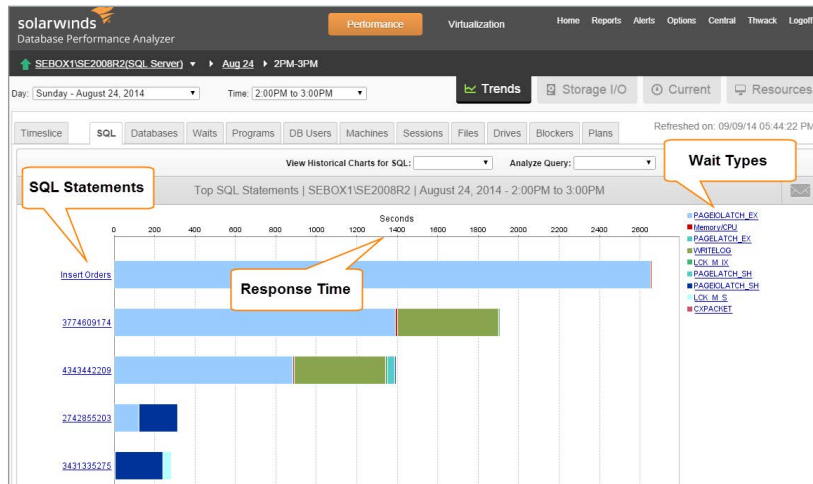 solarwinds
Database Performance Analyzer
Performance
Virtualization
Home Reports Alerts Options Central Thwack Logoff
SEBOX1\SE2008R2(SQL Server) Aug 24 2PM-3PM
Day: Sunday - August 24, 2014 Time: 2:00PM to 3:00PM
Trends Storage I/O Current Resources
Timeslice SQL Databases Waits Programs DB Users Machines Sessions Files Drives Blockers Plans
Refreshed on: 09/09/14 05:44:22 PM
View Historical Charts for SQL: Analyze Query:
Wait Types
SQL Statements
Top SQL Statements | SEBOX1\SE2008R2 | August 24, 2014 - 2:00PM to 3:00PM
Seconds
0 200 400 600 800 1000 1200 1400 1600 1800 2000 2200 2400 2600
PAGEIOLATCH_EX
Memory/CPU
PAGELATCH_EX
WRITELOG
LCK_M_IX
PAGELATCH_SH
PAGEIOLATCH_SH
LCK_M_S
CXPACKET
Response Time
Insert Orders
3774609174
4343442209
2742855203
3431335275